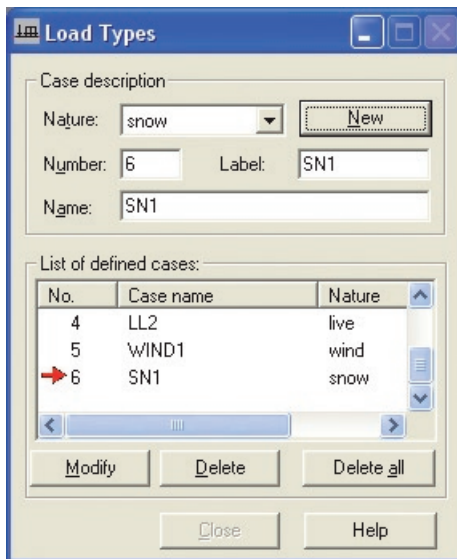 Load Types
Case description
Nature: snow New
Number: 6 Label: SN1
Name: SN1
List of defined cases:
No. Case name Nature
4 LL2 live
5 WIND1 wind
6 SN1 snow
Modify Delete Delete all
Close Help